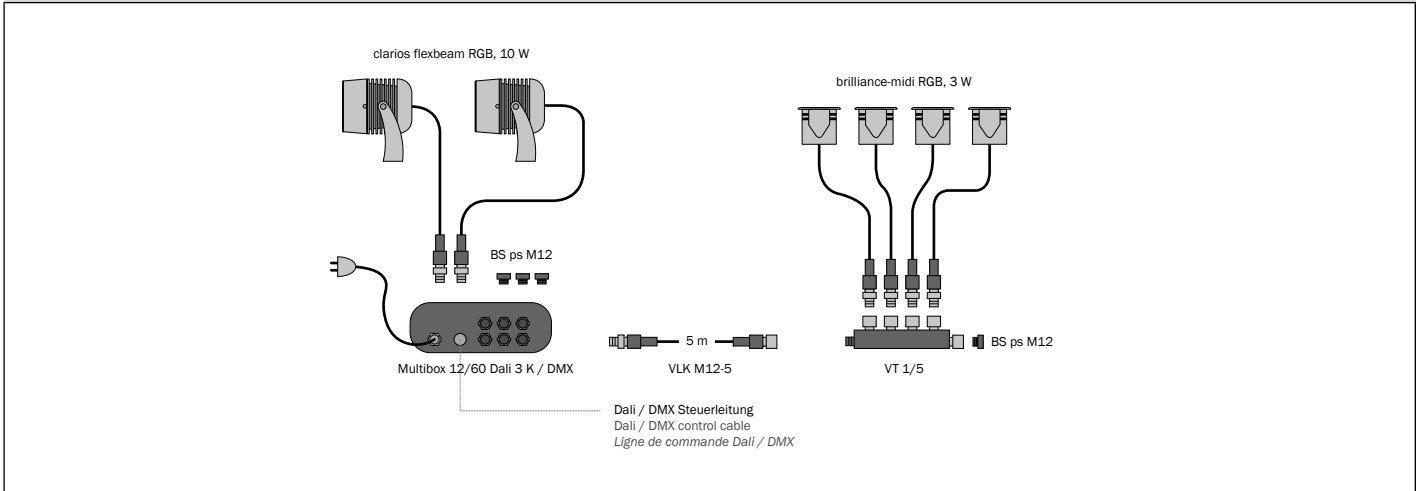 clarios flexbeam RGB, 10 W
brilliance-midi RGB, 3 W
BS ps M12
5 m
BS ps M12
Multibox 12/60 Dali 3 K / DMX
VLK M12-5
VT 1/5
Dali / DMX Steuerleitung
Dali / DMX control cable
Ligne de commande Dali / DMX